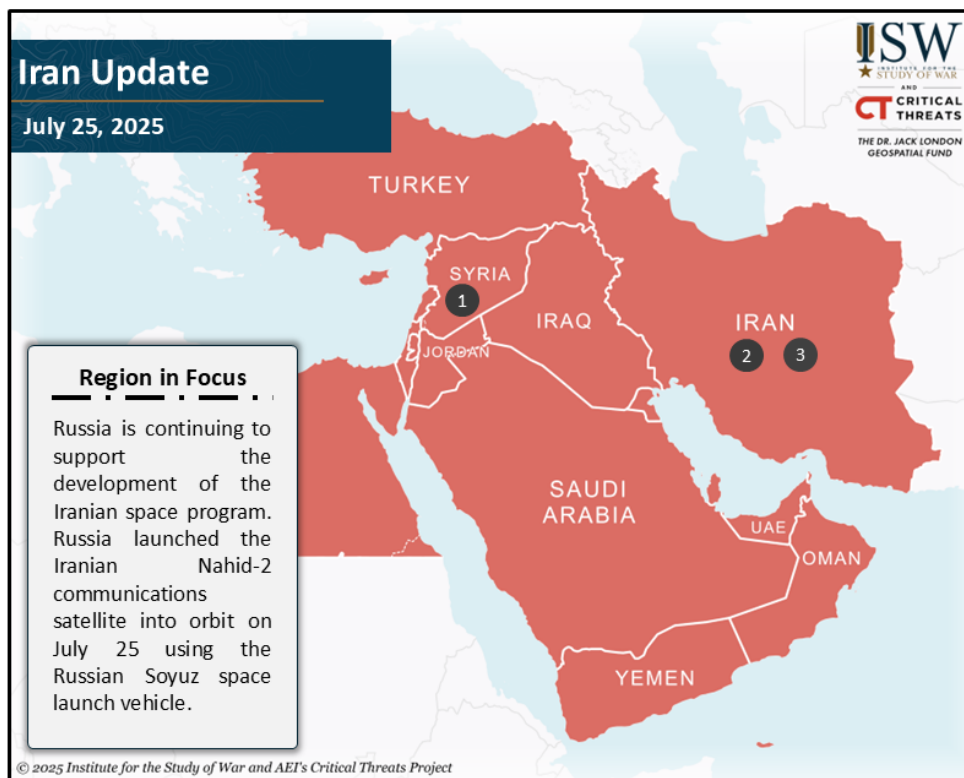 Iran Update
July 25, 2025
ISW
INSTITUTE FOR THE
STUDY OF WAR
AND
CT CRITICAL
THREATS
THE DR. JACK LONDON
GEOSPATIAL FUND
TURKEY
SYRIA
1
IRAQ
JORDAN
IRAN
2 3
SAUDI
ARABIA
UAE
OMAN
YEMEN
Region in Focus
Russia is continuing to
support the
development of the
Iranian space program.
Russia launched the
Iranian Nahid-2
communications
satellite into orbit on
July 25 using the
Russian Soyuz space
launch vehicle.
© 2025 Institute for the Study of War and AEI's Critical Threats Project